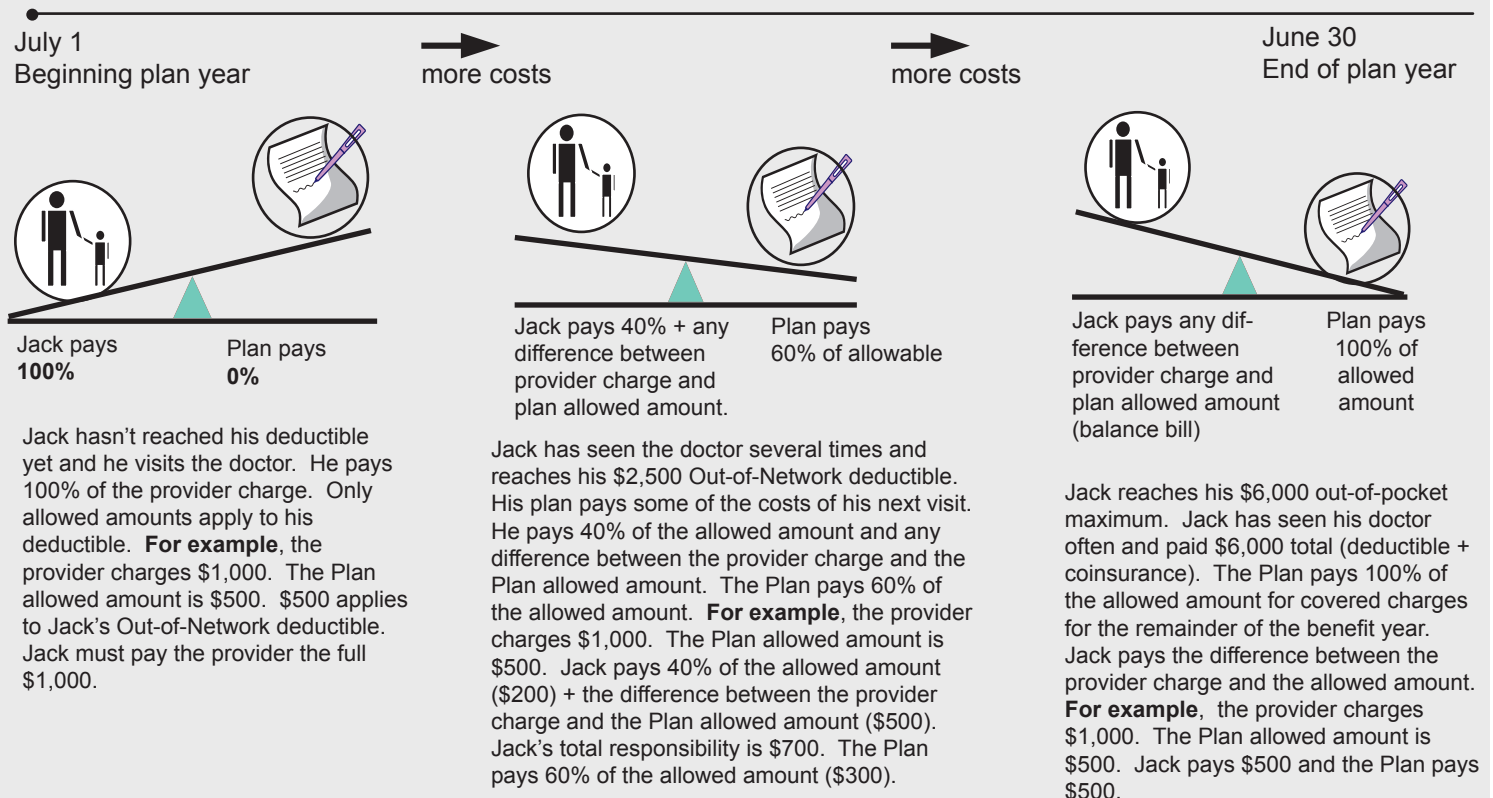 July 1
Beginning plan year
more costs
more costs
June 30
End of plan year
Jack pays
100%
Plan pays
0%
Jack hasn't reached his deductible
yet and he visits the doctor.  He pays
100% of the provider charge.  Only
allowed amounts apply to his
deductible.  For example, the
provider charges $1,000.  The Plan
allowed amount is $500.  $500 applies
to Jack's Out-of-Network deductible.
Jack must pay the provider the full
$1,000.
Jack pays 40% + any
difference between
provider charge and
plan allowed amount.
Plan pays
60% of allowable
Jack has seen the doctor several times and
reaches his $2,500 Out-of-Network deductible.
His plan pays some of the costs of his next visit.
He pays 40% of the allowed amount and any
difference between the provider charge and the
Plan allowed amount.  The Plan pays 60% of
the allowed amount.  For example, the provider
charges $1,000.  The Plan allowed amount is
$500.  Jack pays 40% of the allowed amount
($200) + the difference between the provider
charge and the Plan allowed amount ($500).
Jack's total responsibility is $700.  The Plan
pays 60% of the allowed amount ($300).
Jack pays any dif-
ference between
provider charge and
plan allowed amount
(balance bill)
Plan pays
100% of
allowed
amount
Jack reaches his $6,000 out-of-pocket
maximum.  Jack has seen his doctor
often and paid $6,000 total (deductible +
coinsurance).  The Plan pays 100% of
the allowed amount for covered charges
for the remainder of the benefit year.
Jack pays the difference between the
provider charge and the allowed amount.
For example,  the provider charges
$1,000.  The Plan allowed amount is
$500.  Jack pays $500 and the Plan pays
$500.